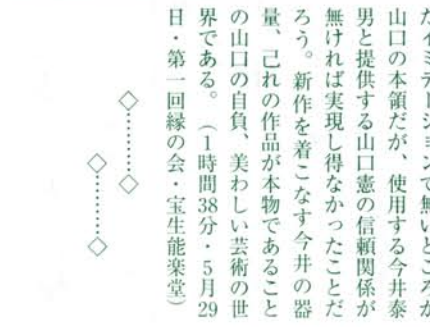 たイミテーションで無いところが
山口の本領だが、使用する今井泰
男と提供する山口憲の信頼関係が
無ければ実現し得なかったことだ
ろう。新作を着こなす今井の器
量、己れの作品が本物であること
の山口の自負、美わしい芸術の世
界である。（1時間38分・5月29
日・第一回縁の会・宝生能楽堂）